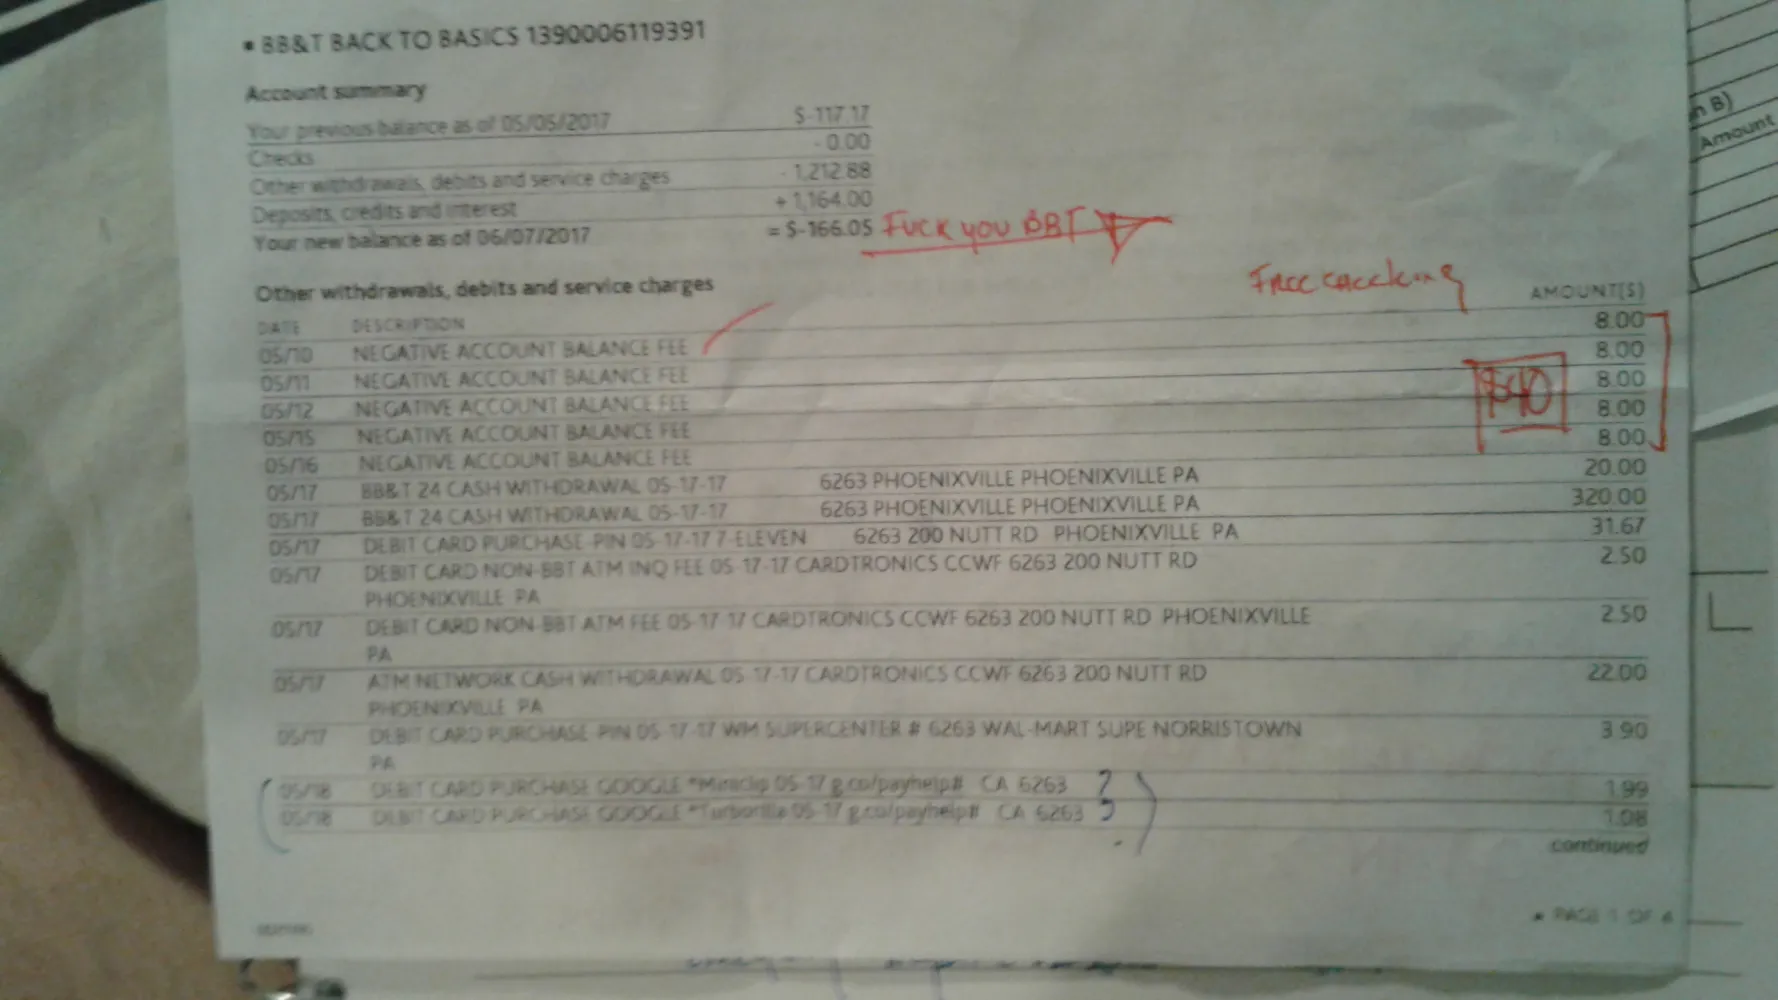 • BB&T BACK TO BASICS 1390006119391
Account summary
Your previous balance as of 05/05/2017 $-117.17
Checks - 0.00
Other withdrawals, debits and service charges - 1,212.88
Deposits, credits and interest + 1,164.00
Your new balance as of 06/07/2017 = $-166.05 FUCK YOU BBT
Other withdrawals, debits and service charges Free checking
DATE DESCRIPTION AMOUNT($)
05/10 NEGATIVE ACCOUNT BALANCE FEE 8.00
05/11 NEGATIVE ACCOUNT BALANCE FEE 8.00
05/12 NEGATIVE ACCOUNT BALANCE FEE 8.00
05/15 NEGATIVE ACCOUNT BALANCE FEE 8.00
05/16 NEGATIVE ACCOUNT BALANCE FEE 8.00
$40
05/17 BB&T 24 CASH WITHDRAWAL 05-17-17 6263 PHOENIXVILLE PHOENIXVILLE PA 20.00
05/17 BB&T 24 CASH WITHDRAWAL 05-17-17 6263 PHOENIXVILLE PHOENIXVILLE PA 320.00
05/17 DEBIT CARD PURCHASE-PIN 05-17-17 7-ELEVEN 6263 200 NUTT RD PHOENIXVILLE PA 31.67
05/17 DEBIT CARD NON-BBT ATM INQ FEE 05-17-17 CARDTRONICS CCWF 6263 200 NUTT RD 2.50
PHOENIXVILLE PA
05/17 DEBIT CARD NON-BBT ATM FEE 05-17-17 CARDTRONICS CCWF 6263 200 NUTT RD PHOENIXVILLE 2.50
PA
05/17 ATM NETWORK CASH WITHDRAWAL 05-17-17 CARDTRONICS CCWF 6263 200 NUTT RD 22.00
PHOENIXVILLE PA
05/17 DEBIT CARD PURCHASE-PIN 05-17-17 WM SUPERCENTER # 6263 WAL-MART SUPE NORRISTOWN 3.90
PA
05/18 DEBIT CARD PURCHASE GOOGLE *Miniclip 05-17 g.co/payhelp# CA 6263 ? 1.99
05/18 DEBIT CARD PURCHASE GOOGLE *Turborilla 05-17 g.co/payhelp# CA 6263 ? 1.08
continued
PAGE 1 OF 4
n B)
Amount